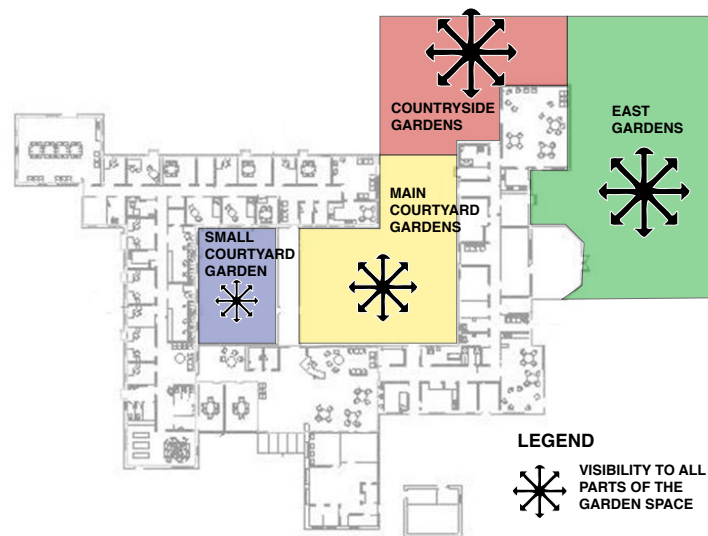 COUNTRYSIDE
GARDENS
EAST
GARDENS
MAIN
COURTYARD
GARDENS
SMALL
COURTYARD
GARDEN
LEGEND
VISIBILITY TO ALL
PARTS OF THE
GARDEN SPACE